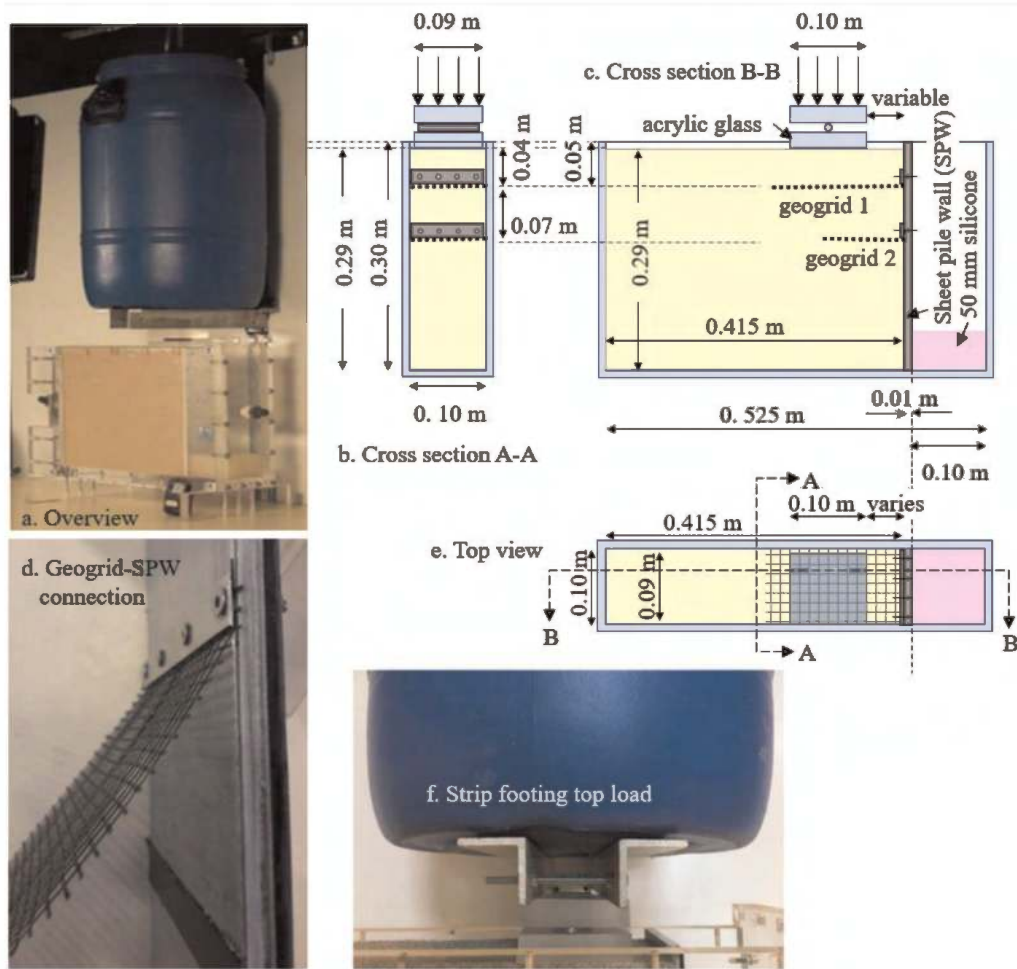 0.09 m
0.10 m
c. Cross section B-B
variable
acrylic glass
0.04 m
0.05 m
geogrid 1
0.07 m
geogrid 2
0.29 m
0.30 m
0.29 m
Sheet pile wall (SPW)
50 mm silicone
0.415 m
0. 10 m
0.01 m
0. 525 m
b. Cross section A-A
0.10 m
a. Overview
A
0.10 m
varies
0.415 m
e. Top view
d. Geogrid-SPW
connection
0.10 m
0.09 m
B
B
A
f. Strip footing top load